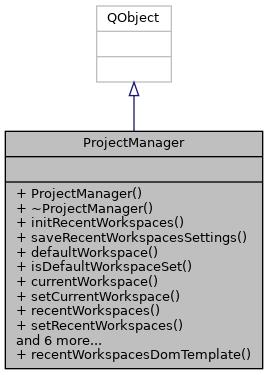 QObject
ProjectManager
+ ProjectManager()
+ ~ProjectManager()
+ initRecentWorkspaces()
+ saveRecentWorkspacesSettings()
+ defaultWorkspace()
+ isDefaultWorkspaceSet()
+ currentWorkspace()
+ setCurrentWorkspace()
+ recentWorkspaces()
+ setRecentWorkspaces()
and 6 more...
+ recentWorkspacesDomTemplate()